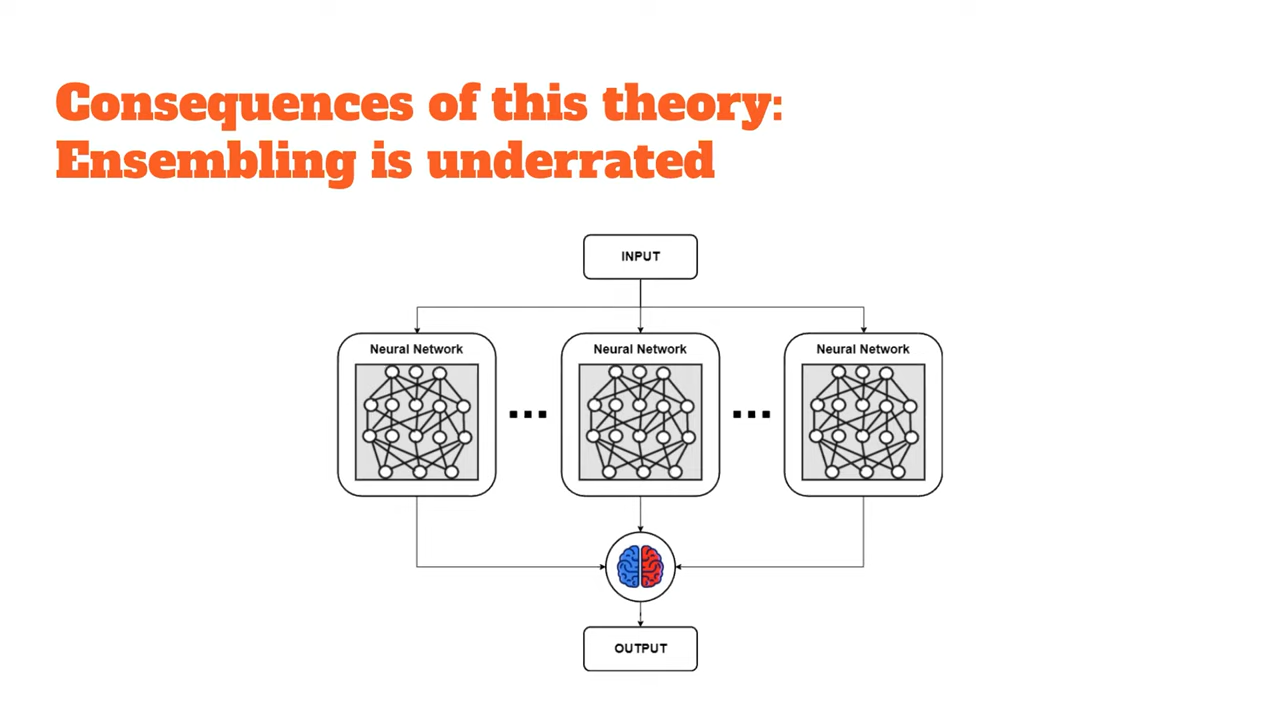 Consequences of this theory:
Ensembling is underrated
INPUT
Neural Network
Neural Network
Neural Network
OUTPUT